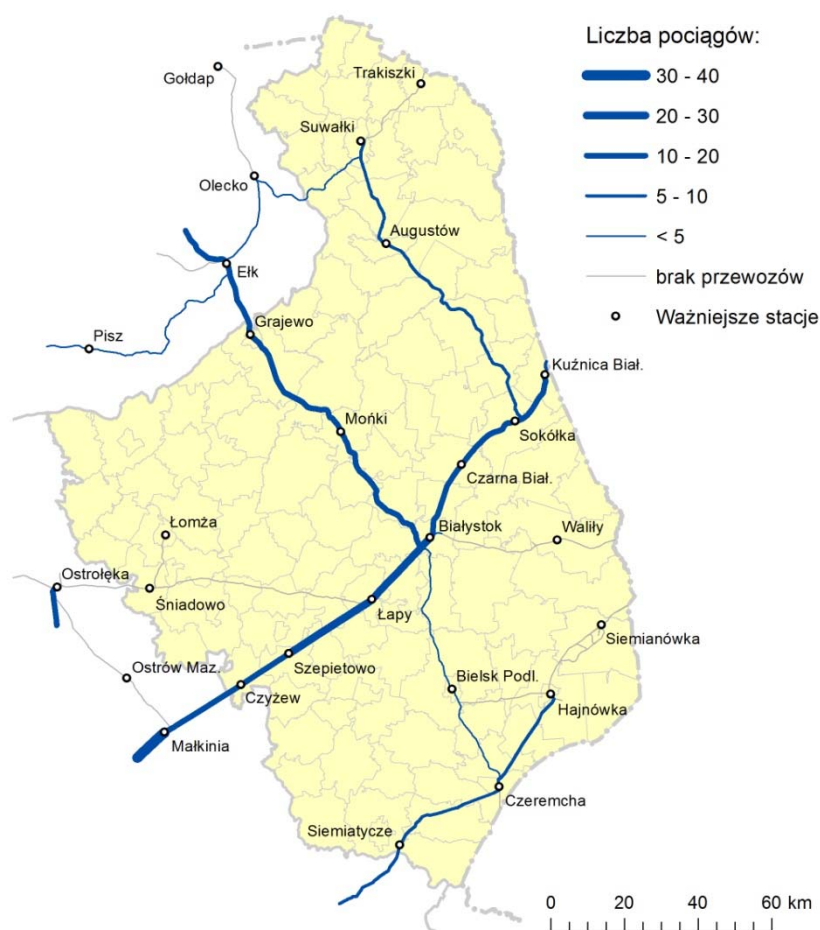 Liczba pociągów:
30 - 40
20 - 30
10 - 20
5 - 10
< 5
brak przewozów
Ważniejsze stacje
Gołdap
Trakiszki
Suwałki
Olecko
Augustów
Ełk
Grajewo
Pisz
Kuźnica Biał.
Mońki
Sokółka
Czarna Biał.
Łomża
Białystok
Waliły
Ostrołęka
Śniadowo
Łapy
Siemianówka
Ostrów Maz.
Szepietowo
Bielsk Podl.
Czyżew
Hajnówka
Małkinia
Czeremcha
Siemiatycze
0 20 40 60 km